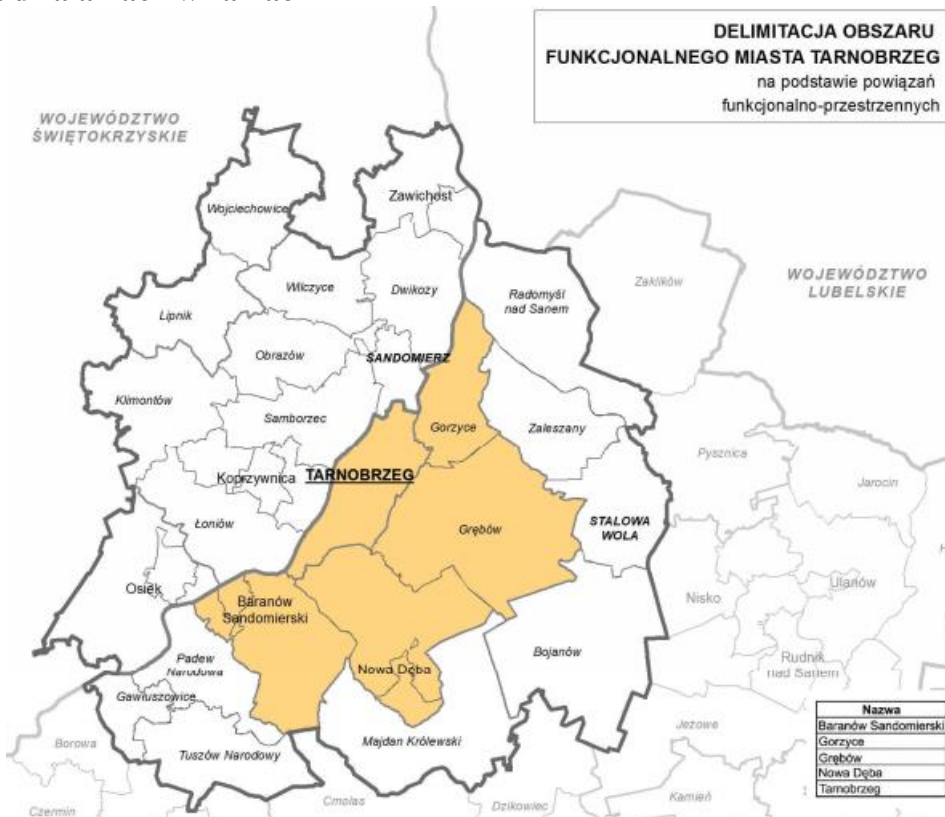 DELIMITACJA OBSZARU
FUNKCJONALNEGO MIASTA TARNOBRZEG
na podstawie powiązań
funkcjonalno-przestrzennych
WOJEWÓDZTWO
ŚWIĘTOKRZYSKIE
Zawichost
Wojciechowice
WOJEWÓDZTWO
LUBELSKIE
Zaklików
Wilczyce
Dwikozy
Radomyśl
nad Sanem
Lipnik
Obrazów
SANDOMIERZ
Klimontów
Samborzec
Gorzyce
Zaleszany
Pysznica
Koprzywnica
TARNOBRZEG
Jarocin
Łoniów
Grębów
STALOWA
WOLA
Osiek
Baranów
Sandomierski
Nisko
Ulanów
Padew
Narodowa
Nowa Dęba
Bojanów
Rudnik
nad Sanem
Gawłuszowice
Borowa
Tuszów Narodowy
Majdan Królewski
Jeżowe
Czermin
Cmolas
Dzikowiec
Kamień
Nazwa
Baranów Sandomierski
Gorzyce
Grębów
Nowa Dęba
Tarnobrzeg